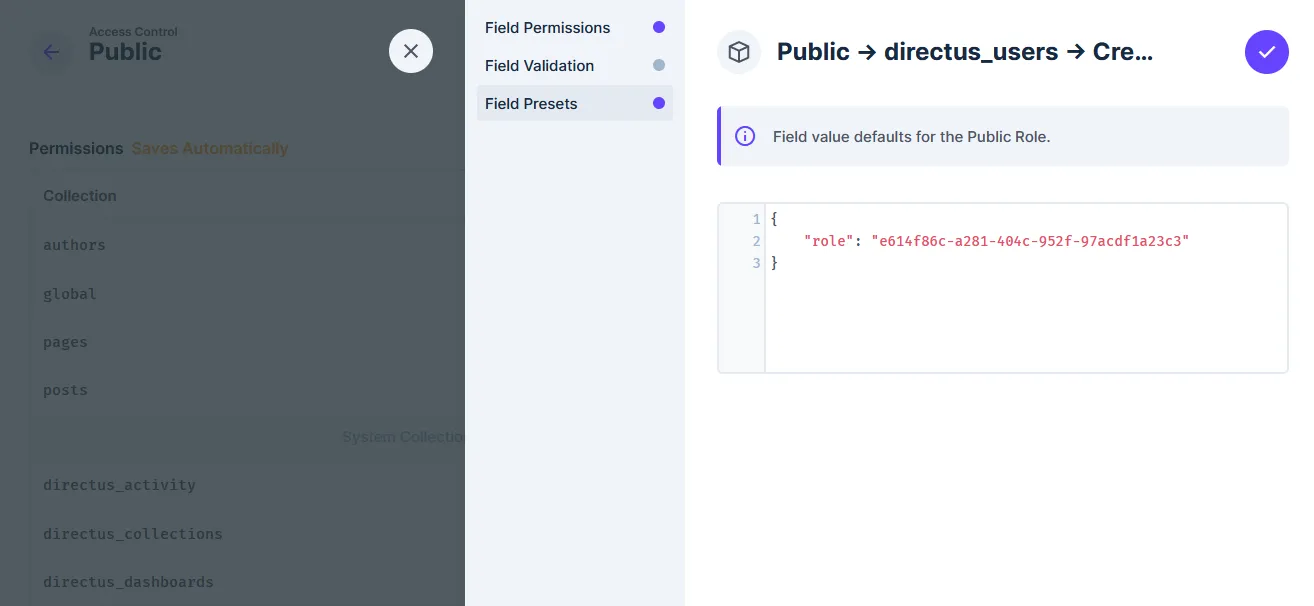 Access Control
Public
Permissions Saves Automatically
Collection
authors
global
pages
posts
System Collection
directus_activity
directus_collections
directus_dashboards
Field Permissions
Field Validation
Field Presets
Public → directus_users → Cre...
Field value defaults for the Public Role.
1 {
2 "role": "e614f86c-a281-404c-952f-97acdf1a23c3"
3 }